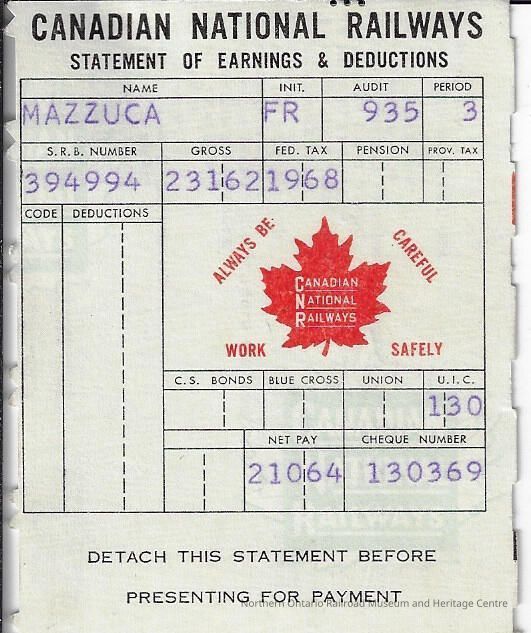 CANADIAN NATIONAL RAILWAYS
STATEMENT OF EARNINGS & DEDUCTIONS
NAME INIT. AUDIT PERIOD
MAZZUCA FR 935 3
S.R.B. NUMBER GROSS FED. TAX PENSION PROV. TAX
394994 23162 1968
CODE DEDUCTIONS
ALWAYS BE CAREFUL
CANADIAN
NATIONAL
RAILWAYS
WORK SAFELY
C.S. BONDS BLUE CROSS UNION U.I.C.
130
NET PAY CHEQUE NUMBER
21064 130369
DETACH THIS STATEMENT BEFORE
PRESENTING FOR PAYMENT
Northern Ontario Railroad Museum and Heritage Centre